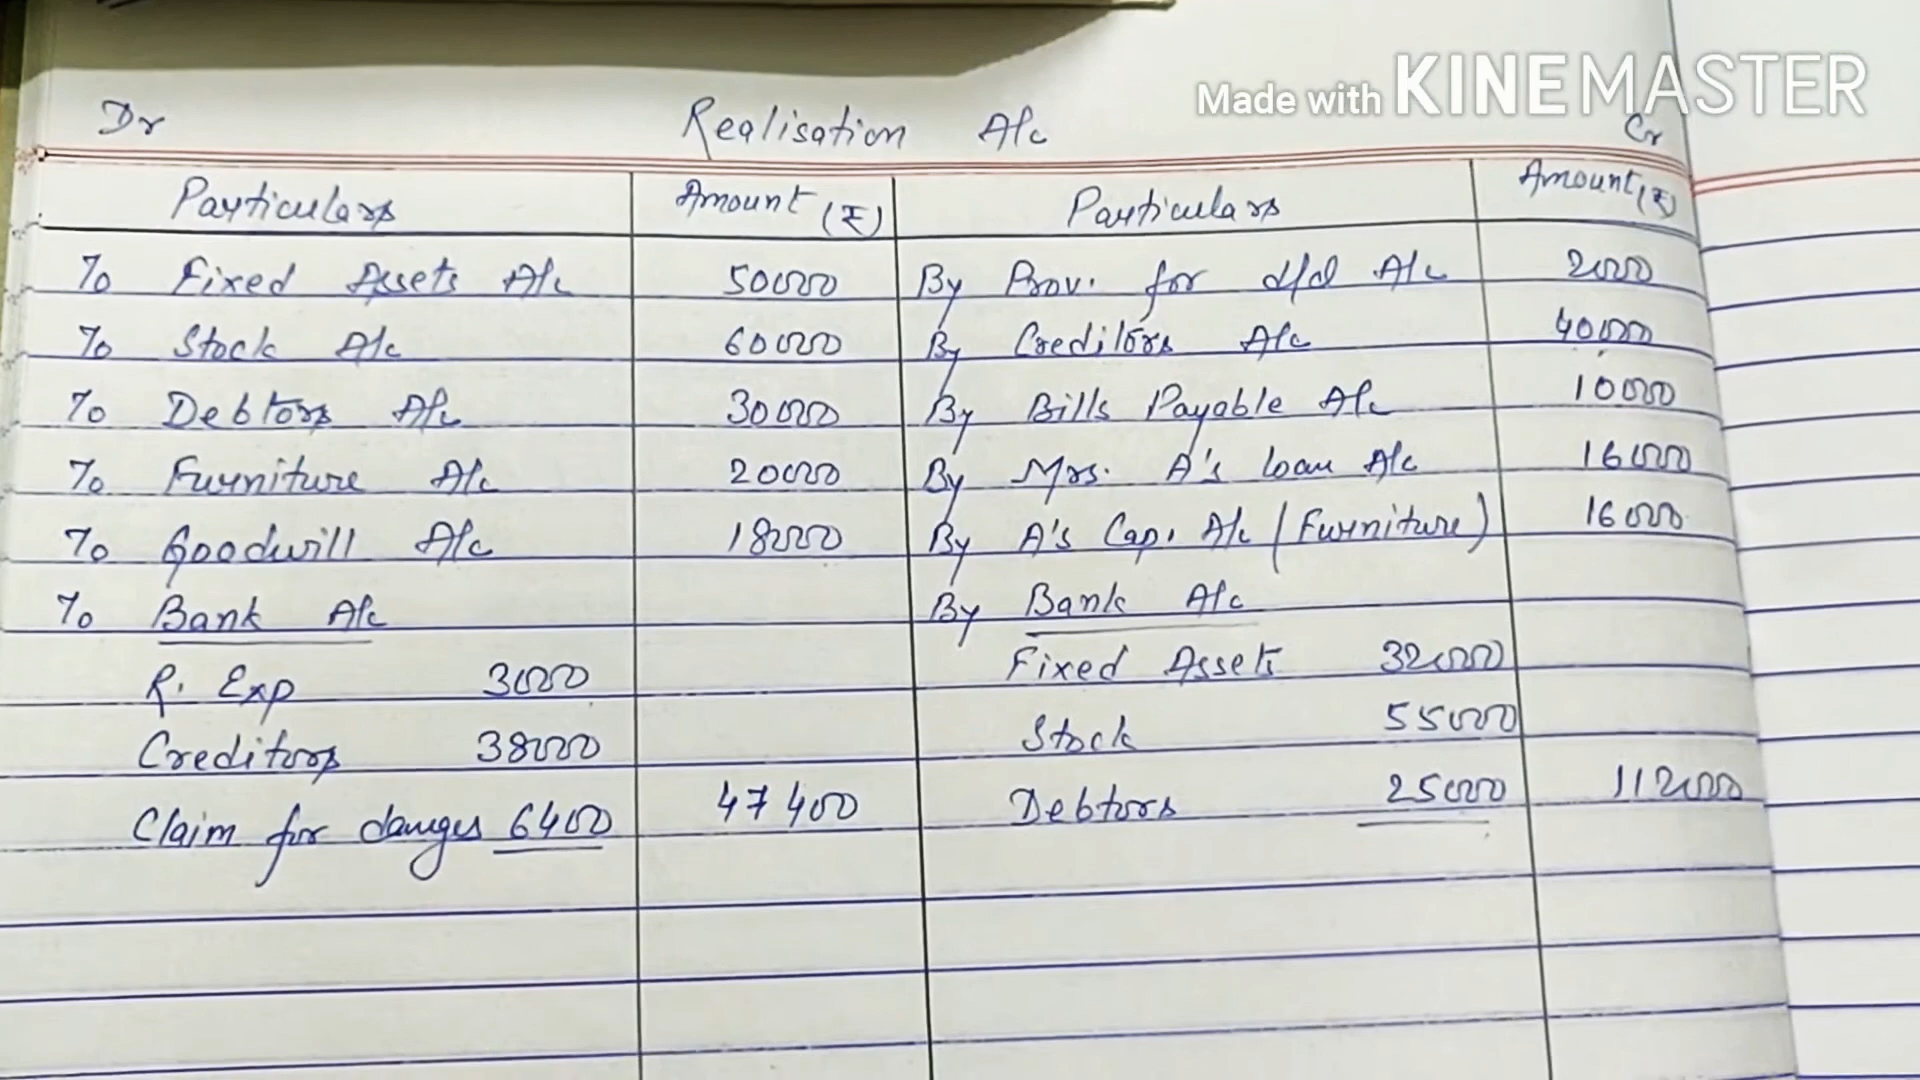 Made with KINEMASTER
Dr Realisation A/c Cr
Particulars Amount (₹) Particulars Amount (₹)
To Fixed Assets A/c 50000 By Prov. for d/d A/c 2000
To Stock A/c 60000 By Creditors A/c 40000
To Debtors A/c 30000 By Bills Payable A/c 10000
To Furniture A/c 20000 By Mrs. A's loan A/c 16000
To Goodwill A/c 18000 By A's Cap. A/c (Furniture) 16000
To Bank A/c By Bank A/c
R. Exp 3000 Fixed Assets 32000
Creditors 38000 Stock 55000
Claim for damges 6400 47400 Debtors 25000 112000